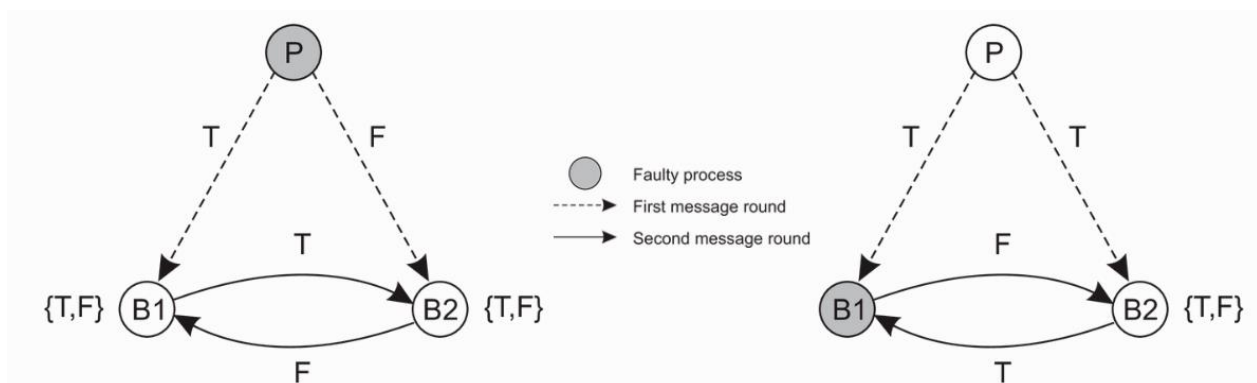 P
T
F
{T,F}
B1
T
F
B2
{T,F}
Faulty process
First message round
Second message round
P
T
T
B1
F
T
B2
{T,F}